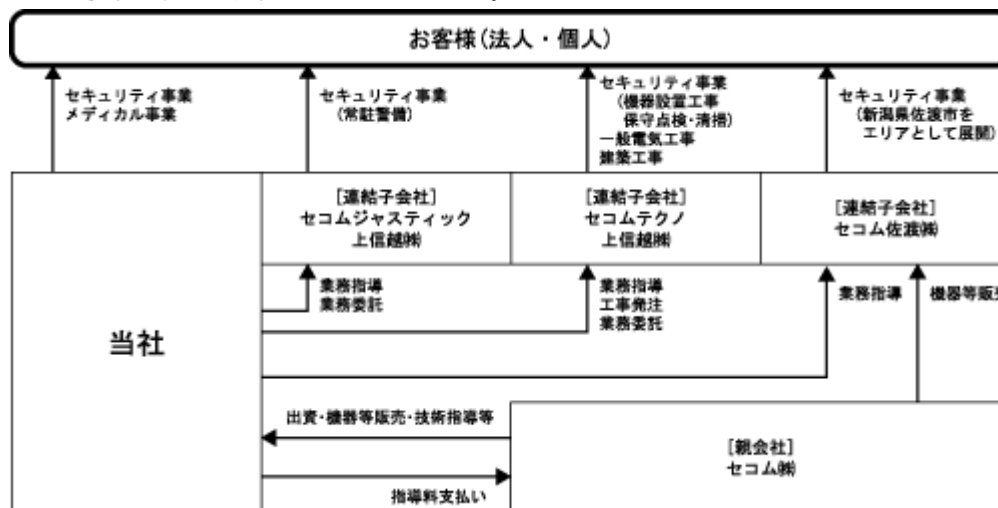 お客様(法人・個人)
セキュリティ事業
メディカル事業
セキュリティ事業
(常駐警備)
セキュリティ事業
(機器設置工事
保守点検・清掃)
一般電気工事
建築工事
セキュリティ事業
(新潟県佐渡市を
エリアとして展開)
[連結子会社]
セコムジャスティック
上信越㈱
[連結子会社]
セコムテクノ
上信越㈱
[連結子会社]
セコム佐渡㈱
当社
業務指導
業務委託
業務指導
工事発注
業務委託
業務指導
機器等販売
出資・機器等販売・技術指導等
指導料支払い
[親会社]
セコム㈱